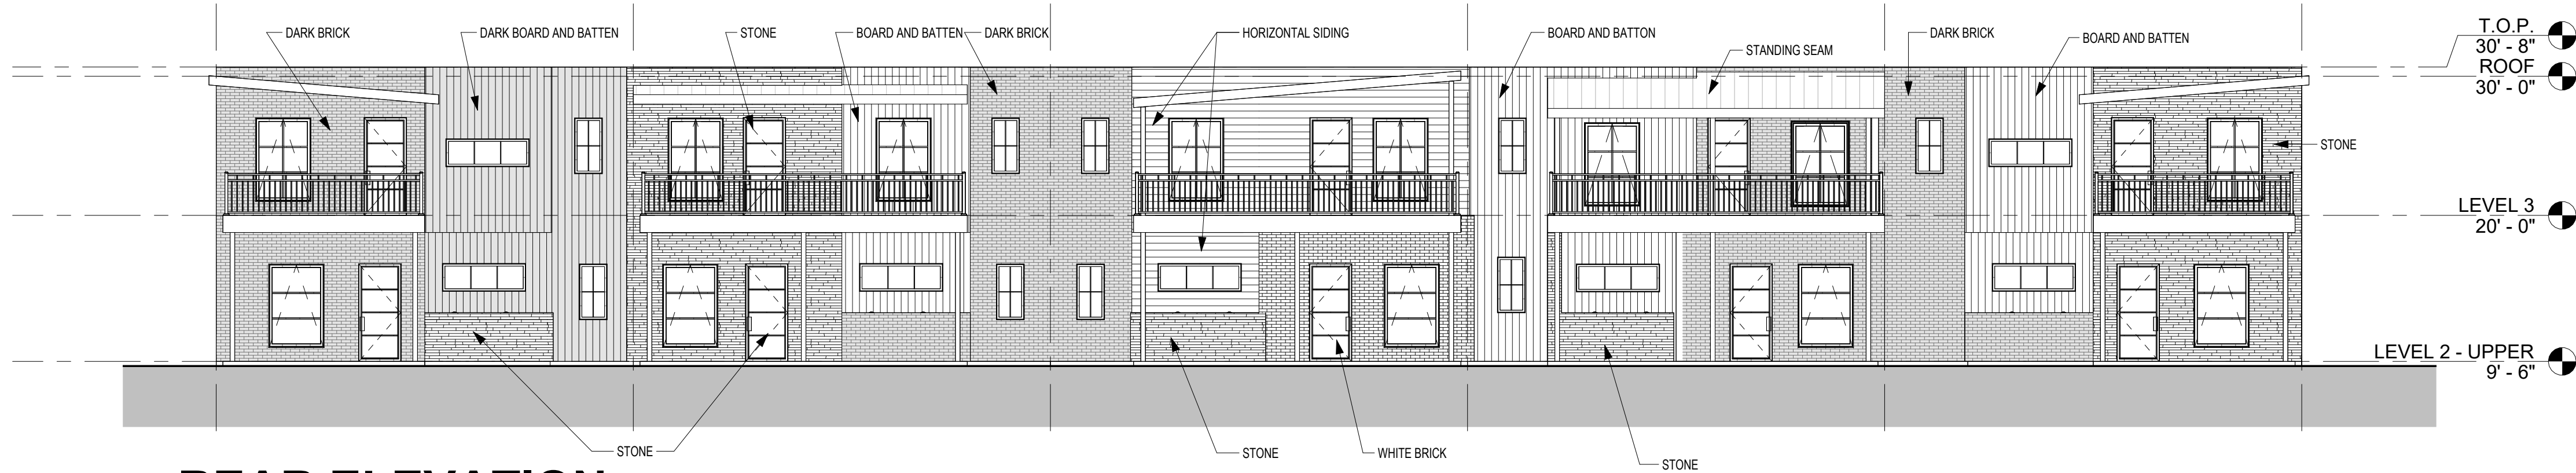 DARK BRICK
DARK BOARD AND BATTEN
STONE
BOARD AND BATTEN
DARK BRICK
HORIZONTAL SIDING
BOARD AND BATTON
STANDING SEAM
DARK BRICK
BOARD AND BATTEN
T.O.P.
30' - 8"
ROOF
30' - 0"
STONE
LEVEL 3
20' - 0"
LEVEL 2 - UPPER
9' - 6"
STONE
STONE
WHITE BRICK
STONE
REAR ELEVATION